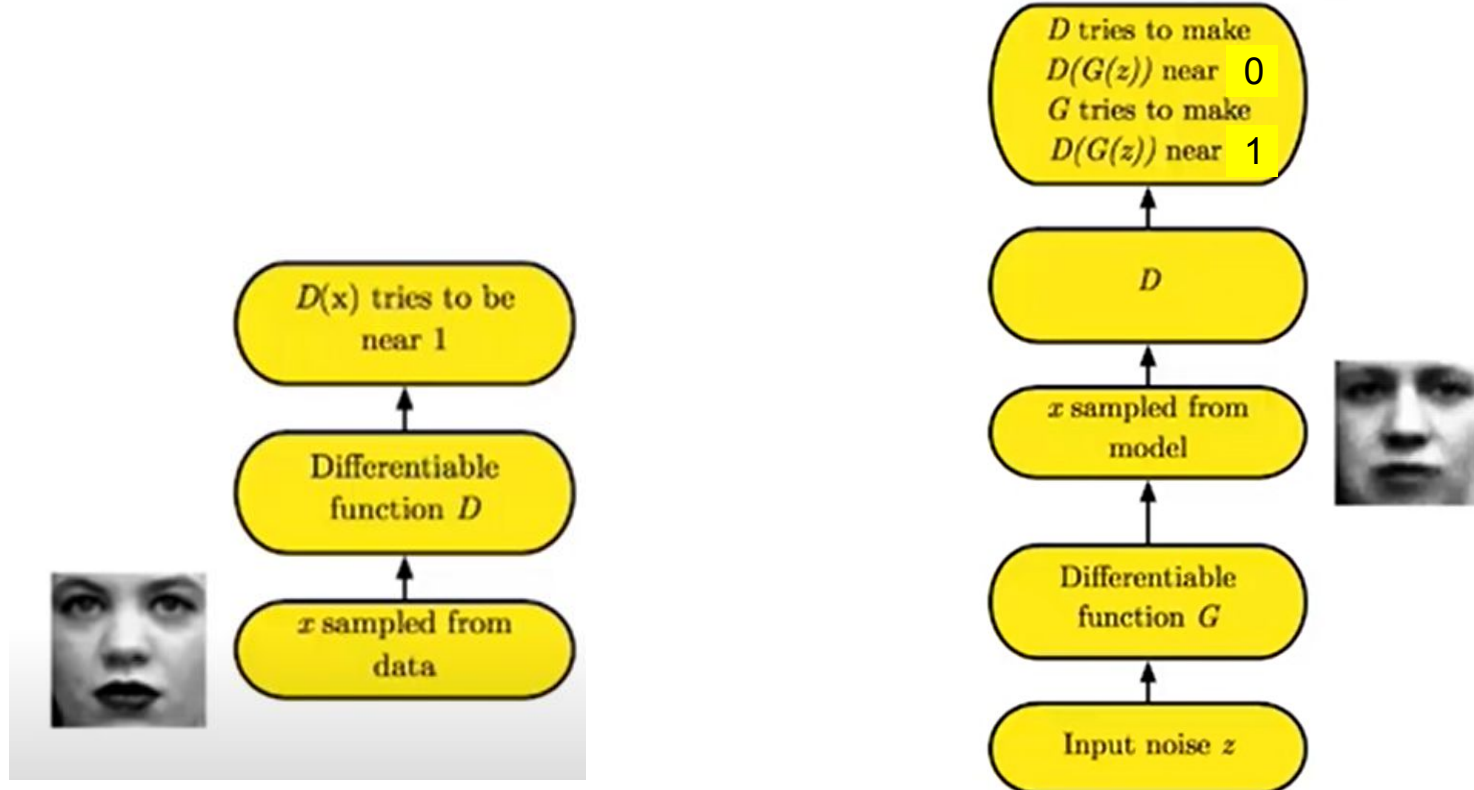 D(x) tries to be
near 1
Differentiable
function D
x sampled from
data
D tries to make
D(G(z)) near 0
G tries to make
D(G(z)) near 1
D
x sampled from
model
Differentiable
function G
Input noise z